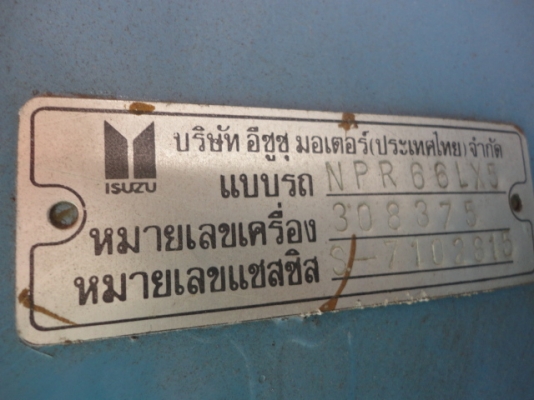 บริษัท อีซูซุ มอเตอร์(ประเทศไทย)จำกัด
ISUZU
แบบรถ NPR66LX5
หมายเลขเครื่อง 308375
หมายเลขแชสซิส